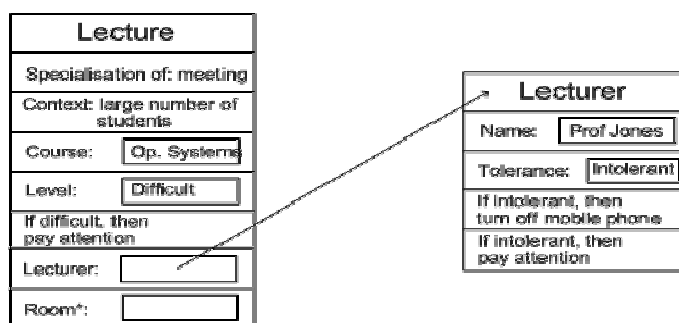 Lecture
Specialisation of: meeting
Context: large number of
students
Course: Op. Systems
Level: Difficult
If difficult, then
pay attention
Lecturer:
Room*:
Lecturer
Name: Prof Jones
Tolerance: Intolerant
If intolerant, then
turn off mobile phone
If intolerant, then
pay attention